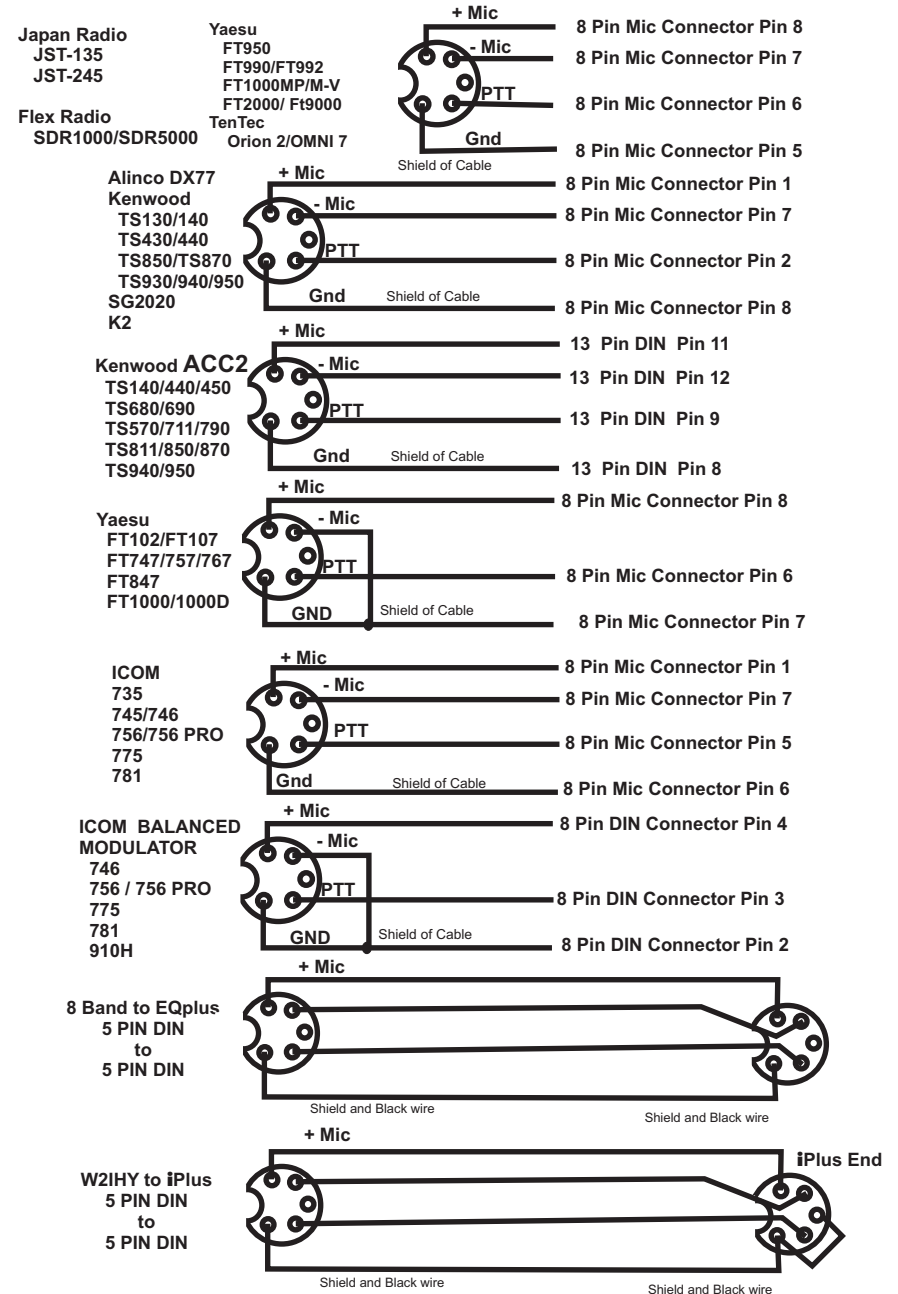 Japan Radio
JST-135
JST-245
Flex Radio
SDR1000/SDR5000
Yaesu
FT950
FT990/FT992
FT1000MP/M-V
FT2000/ Ft9000
TenTec
Orion 2/OMNI 7
+ Mic
8 Pin Mic Connector Pin 8
- Mic
8 Pin Mic Connector Pin 7
PTT
8 Pin Mic Connector Pin 6
Gnd
8 Pin Mic Connector Pin 5
Shield of Cable
Alinco DX77
Kenwood
TS130/140
TS430/440
TS850/TS870
TS930/940/950
SG2020
K2
+ Mic
8 Pin Mic Connector Pin 1
- Mic
8 Pin Mic Connector Pin 7
PTT
8 Pin Mic Connector Pin 2
Gnd
Shield of Cable
8 Pin Mic Connector Pin 8
Kenwood ACC2
TS140/440/450
TS680/690
TS570/711/790
TS811/850/870
TS940/950
+ Mic
13 Pin DIN Pin 11
- Mic
13 Pin DIN Pin 12
PTT
13 Pin DIN Pin 9
Gnd
Shield of Cable
13 Pin DIN Pin 8
Yaesu
FT102/FT107
FT747/757/767
FT847
FT1000/1000D
+ Mic
8 Pin Mic Connector Pin 8
- Mic
PTT
8 Pin Mic Connector Pin 6
GND
Shield of Cable
8 Pin Mic Connector Pin 7
ICOM
735
745/746
756/756 PRO
775
781
+ Mic
8 Pin Mic Connector Pin 1
- Mic
8 Pin Mic Connector Pin 7
PTT
8 Pin Mic Connector Pin 5
Gnd
Shield of Cable
8 Pin Mic Connector Pin 6
ICOM BALANCED
MODULATOR
746
756 / 756 PRO
775
781
910H
+ Mic
8 Pin DIN Connector Pin 4
- Mic
PTT
8 Pin DIN Connector Pin 3
GND
Shield of Cable
8 Pin DIN Connector Pin 2
8 Band to EQplus
5 PIN DIN
to
5 PIN DIN
+ Mic
Shield and Black wire
Shield and Black wire
W2IHY to iPlus
5 PIN DIN
to
5 PIN DIN
+ Mic
iPlus End
Shield and Black wire
Shield and Black wire